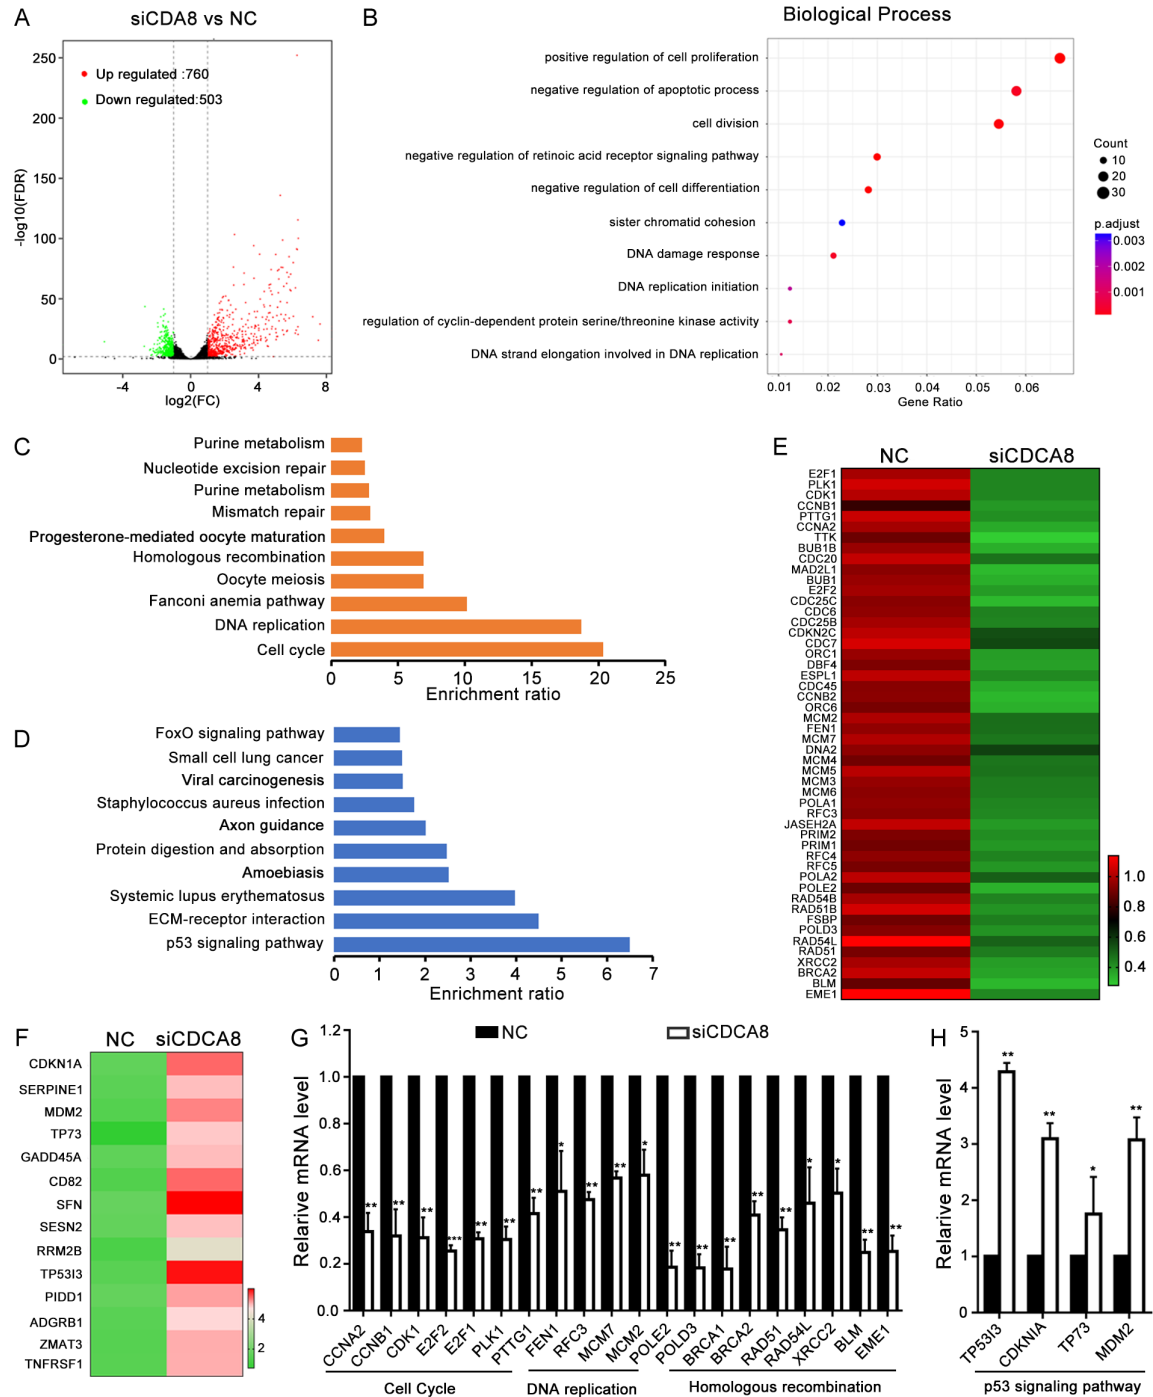 A
siCDA8 vs NC
Up regulated :760
Down regulated:503
250
200
150
100
50
0
-log10(FDR)
-4
0
4
8
log2(FC)
B
Biological Process
positive regulation of cell proliferation
negative regulation of apoptotic process
cell division
negative regulation of retinoic acid receptor signaling pathway
negative regulation of cell differentiation
sister chromatid cohesion
DNA damage response
DNA replication initiation
regulation of cyclin-dependent protein serine/threonine kinase activity
DNA strand elongation involved in DNA replication
0.01
0.02
0.03
0.04
0.05
0.06
Gene Ratio
Count
10
20
30
p.adjust
0.003
0.002
0.001
C
Purine metabolism
Nucleotide excision repair
Purine metabolism
Mismatch repair
Progesterone-mediated oocyte maturation
Homologous recombination
Oocyte meiosis
Fanconi anemia pathway
DNA replication
Cell cycle
0
5
10
15
20
25
Enrichment ratio
D
FoxO signaling pathway
Small cell lung cancer
Viral carcinogenesis
Staphylococcus aureus infection
Axon guidance
Protein digestion and absorption
Amoebiasis
Systemic lupus erythematosus
ECM-receptor interaction
p53 signaling pathway
0
1
2
3
4
5
6
7
Enrichment ratio
E
NC
siCDCA8
E2F1
PLK1
CDK1
CCNB1
PTTG1
CCNA2
TTK
BUB1B
CDC20
MAD2L1
BUB1
E2F2
CDC25C
CDC6
CDC25B
CDKN2C
CDC7
ORC1
DBF4
ESPL1
CDC45
CCNB2
ORC6
MCM2
FEN1
MCM7
DNA2
MCM4
MCM5
MCM3
MCM6
POLA1
RFC3
JASEH2A
PRIM2
PRIM1
RFC4
RFC5
POLA2
POLE2
RAD54B
RAD51B
FSBP
POLD3
RAD54L
RAD51
XRCC2
BRCA2
BLM
EME1
1.0
0.8
0.6
0.4
F
NC
siCDCA8
CDKN1A
SERPINE1
MDM2
TP73
GADD45A
CD82
SFN
SESN2
RRM2B
TP53I3
PIDD1
ADGRB1
ZMAT3
TNFRSF1
4
2
G
NC
siCDCA8
Relarive mRNA level
1.2
1.0
0.8
0.6
0.4
0.2
0.0
** ** ** *** ** ** ** * ** ** * ** ** ** ** ** * * ** **
CCNA2
CCNB1
CDK1
E2F2
E2F1
PLK1
PTTG1
FEN1
RFC3
MCM7
MCM2
POLE2
POLD3
BRCA1
BRCA2
RAD51
RAD54L
XRCC2
BLM
EME1
Cell Cycle
DNA replication
Homologous recombination
H
Relarive mRNA level
5
4
3
2
1
0
** ** * **
TP53I3
CDKNIA
TP73
MDM2
p53 signaling pathway